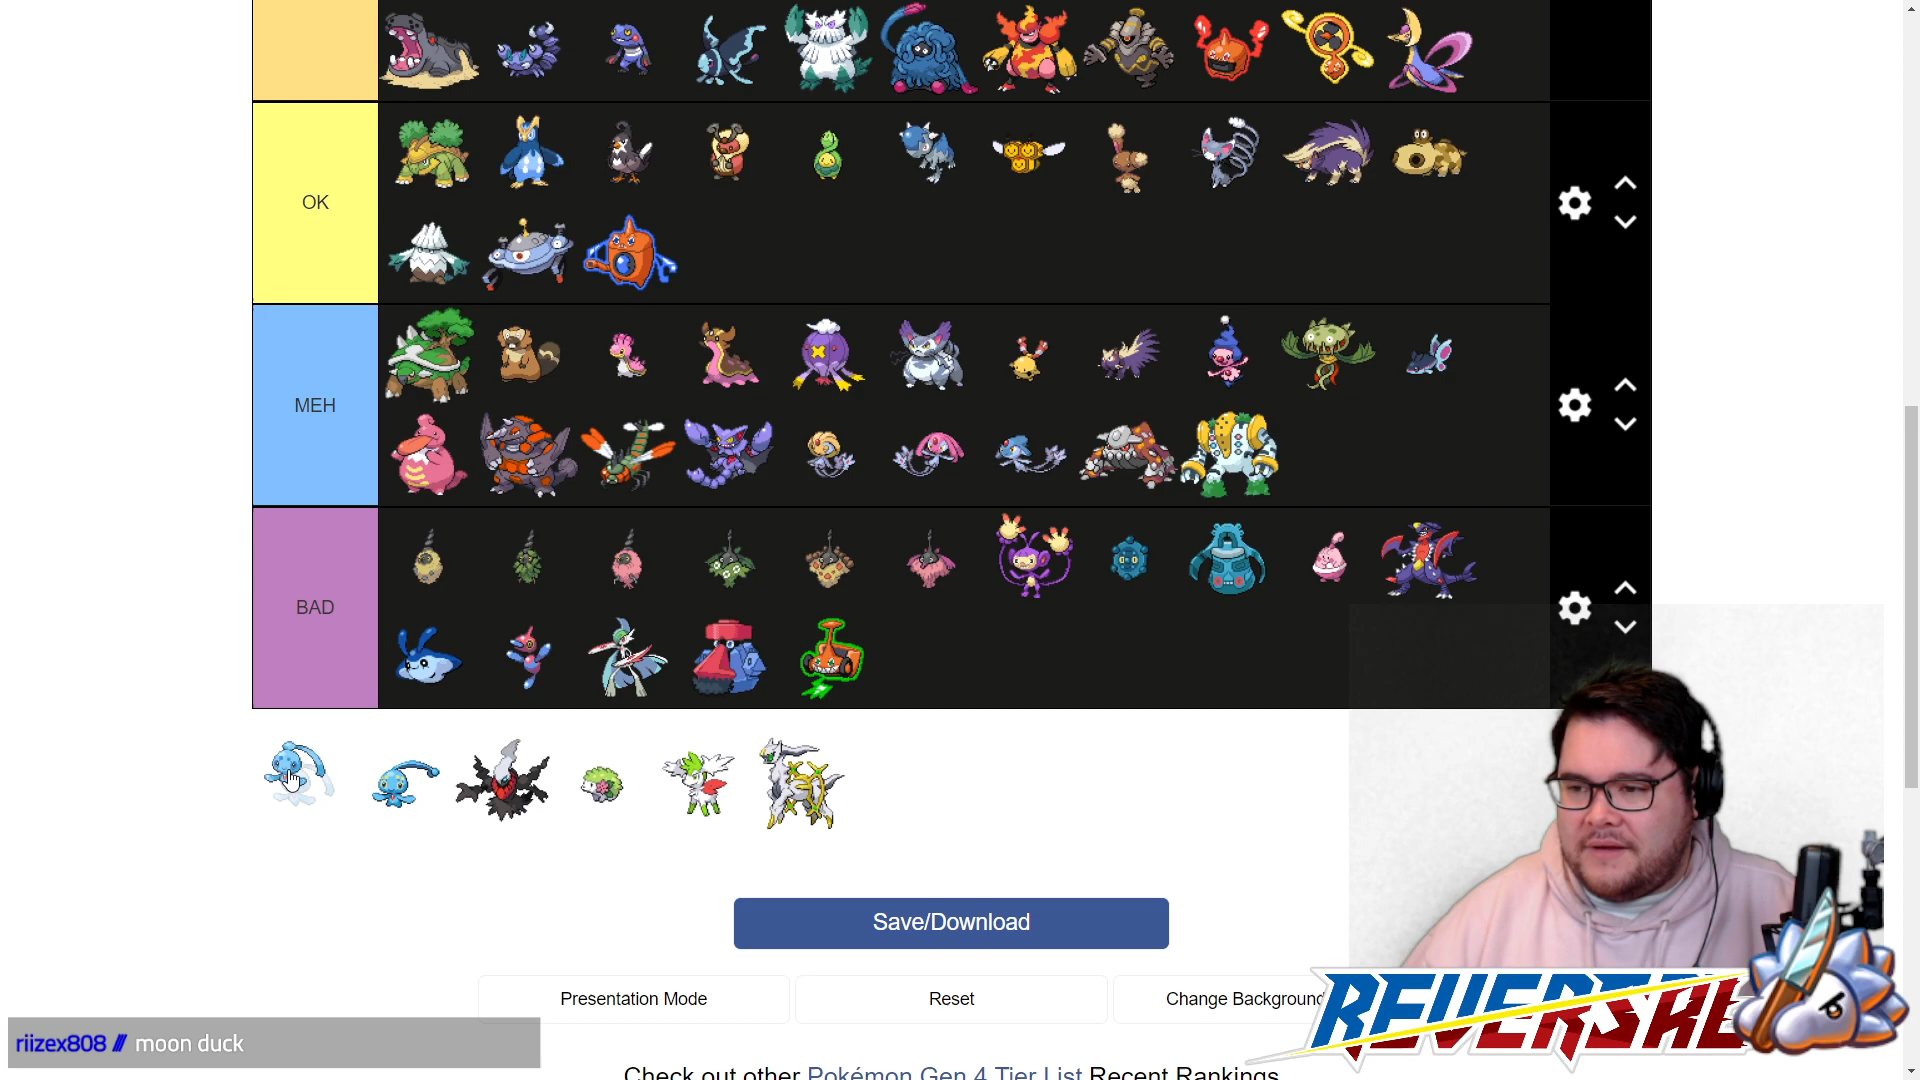 OK
MEH
BAD
Save/Download
Presentation Mode
Reset
Change Background
REVERSAL
riizex808 // moon duck
Check out other Pokémon Gen 4 Tier List Recent Rankings